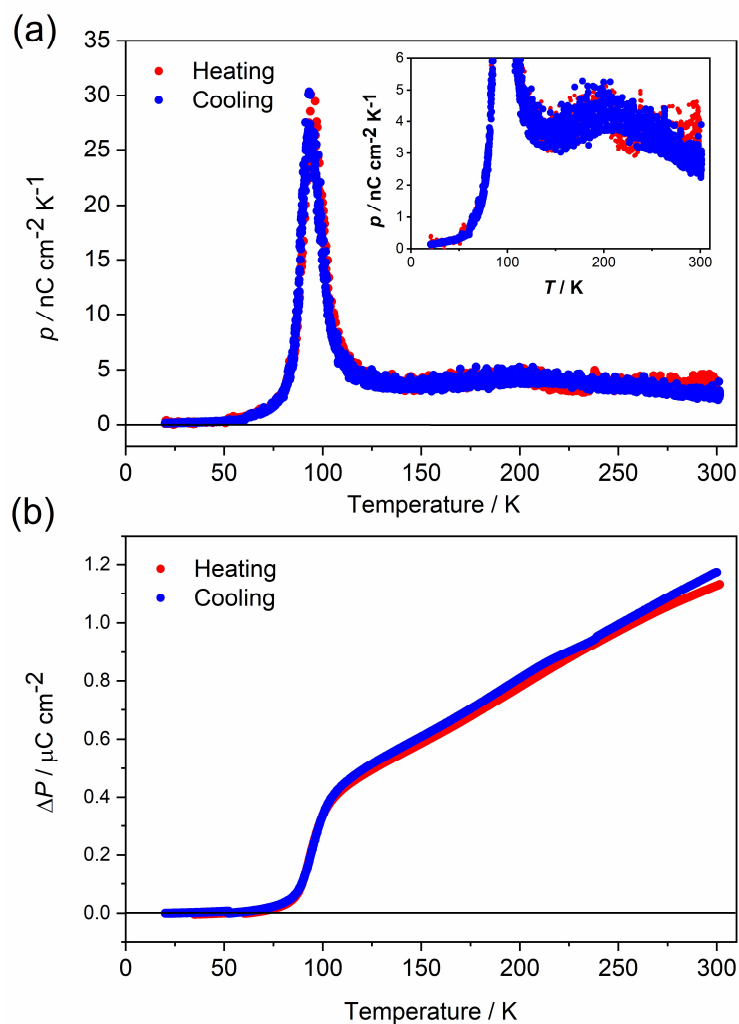 (a)
35
30
25
20
15
10
5
0
p / nC cm⁻² K⁻¹
Heating
Cooling
6
5
4
3
2
1
0
p / nC cm⁻² K⁻¹
0 100 200 300
T / K
0 50 100 150 200 250 300
Temperature / K
(b)
1.2
1.0
0.8
0.6
0.4
0.2
0.0
ΔP / μC cm⁻²
Heating
Cooling
0 50 100 150 200 250 300
Temperature / K